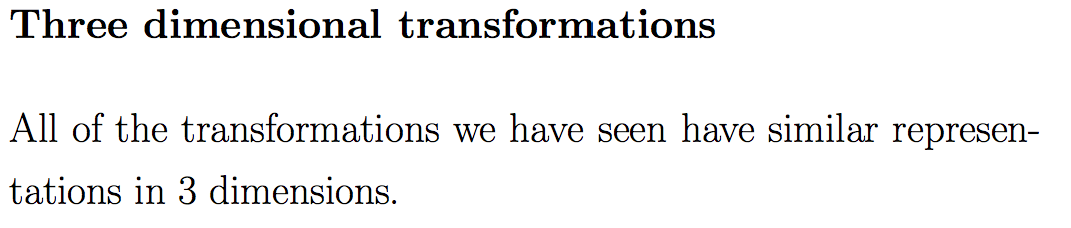 Three dimensional transformations
All of the transformations we have seen have similar represen-
tations in 3 dimensions.